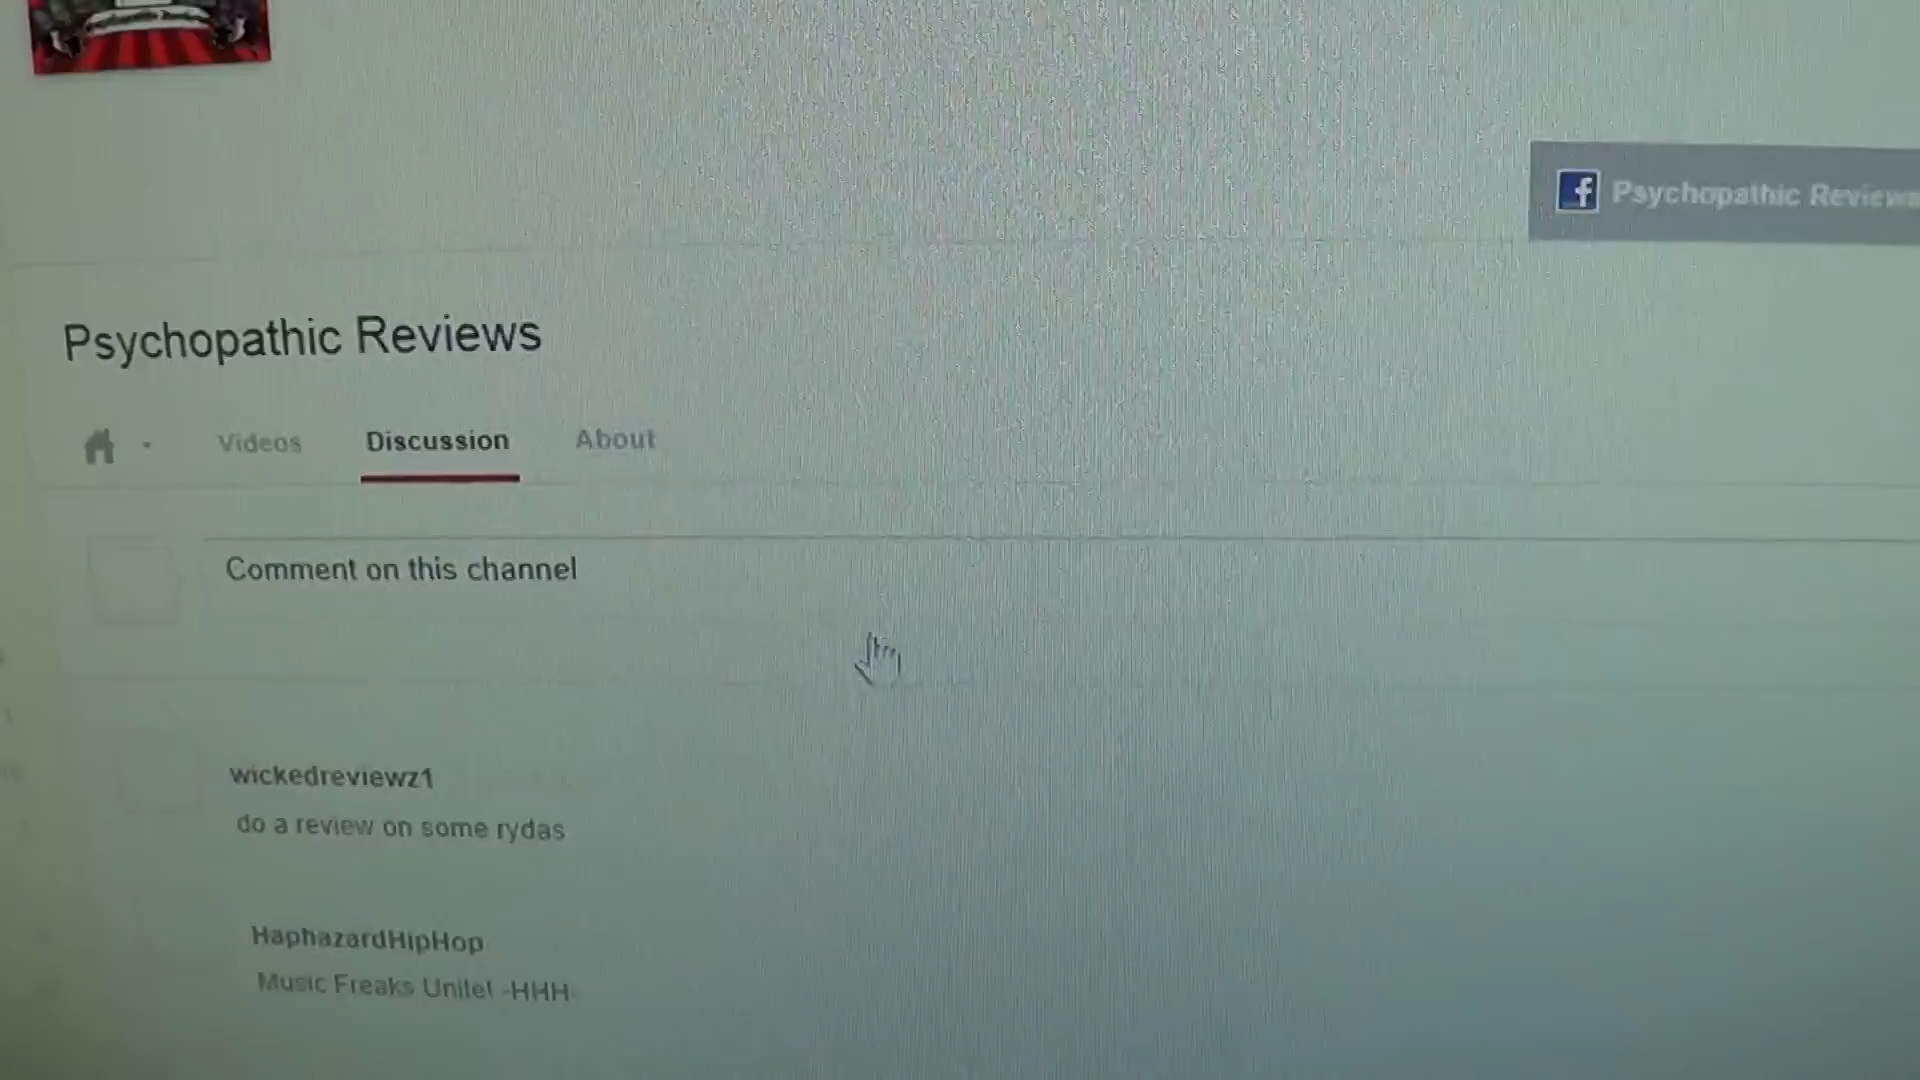 Psychopathic Reviews
Psychopathic Reviews
Videos
Discussion
About
Comment on this channel
wickedreviewz1
do a review on some rydas
HaphazardHipHop
Music Freaks Unite! -HHH-